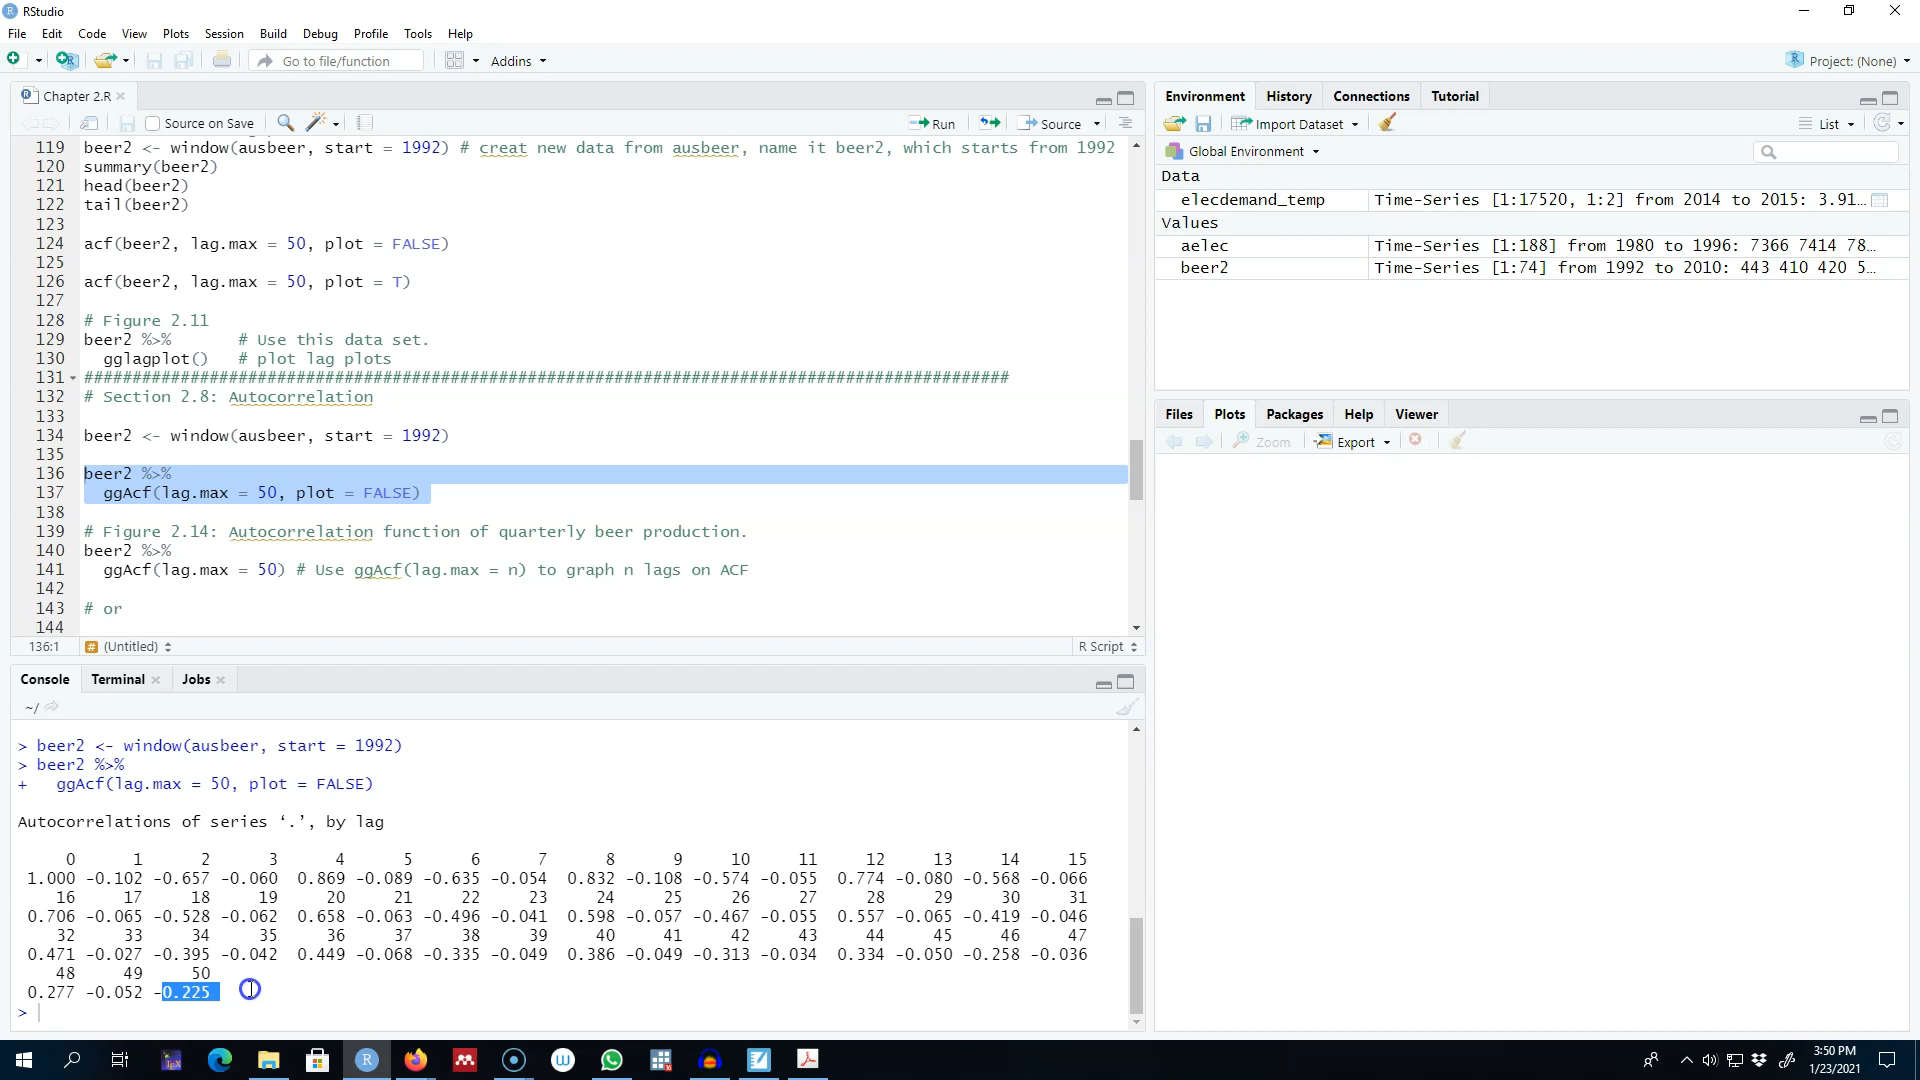 RStudio
File Edit Code View Plots Session Build Debug Profile Tools Help
Go to file/function Addins Project: (None)
Chapter 2.R
Source on Save Run Source
119 beer2 <- window(ausbeer, start = 1992) # creat new data from ausbeer, name it beer2, which starts from 1992
120 summary(beer2)
121 head(beer2)
122 tail(beer2)
123
124 acf(beer2, lag.max = 50, plot = FALSE)
125
126 acf(beer2, lag.max = 50, plot = T)
127
128 # Figure 2.11
129 beer2 %>% # Use this data set.
130 gglagplot() # plot lag plots
131 ################################################################################################
132 # Section 2.8: Autocorrelation
133
134 beer2 <- window(ausbeer, start = 1992)
135
136 beer2 %>%
137 ggAcf(lag.max = 50, plot = FALSE)
138
139 # Figure 2.14: Autocorrelation function of quarterly beer production.
140 beer2 %>%
141 ggAcf(lag.max = 50) # Use ggAcf(lag.max = n) to graph n lags on ACF
142
143 # or
144
136:1 # (Untitled) R Script
Console Terminal Jobs
~/
> beer2 <- window(ausbeer, start = 1992)
> beer2 %>%
+ ggAcf(lag.max = 50, plot = FALSE)
Autocorrelations of series ‘.’, by lag
0 1 2 3 4 5 6 7 8 9 10 11 12 13 14 15
1.000 -0.102 -0.657 -0.060 0.869 -0.089 -0.635 -0.054 0.832 -0.108 -0.574 -0.055 0.774 -0.080 -0.568 -0.066
16 17 18 19 20 21 22 23 24 25 26 27 28 29 30 31
0.706 -0.065 -0.528 -0.062 0.658 -0.063 -0.496 -0.041 0.598 -0.057 -0.467 -0.055 0.557 -0.065 -0.419 -0.046
32 33 34 35 36 37 38 39 40 41 42 43 44 45 46 47
0.471 -0.027 -0.395 -0.042 0.449 -0.068 -0.335 -0.049 0.386 -0.049 -0.313 -0.034 0.334 -0.050 -0.258 -0.036
48 49 50
0.277 -0.052 -0.225
>
Environment History Connections Tutorial
Import Dataset List
Global Environment
Data
elecdemand_temp Time-Series [1:17520, 1:2] from 2014 to 2015: 3.91…
Values
aelec Time-Series [1:188] from 1980 to 1996: 7366 7414 78…
beer2 Time-Series [1:74] from 1992 to 2010: 443 410 420 5…
Files Plots Packages Help Viewer
Zoom Export
3:50 PM
1/23/2021